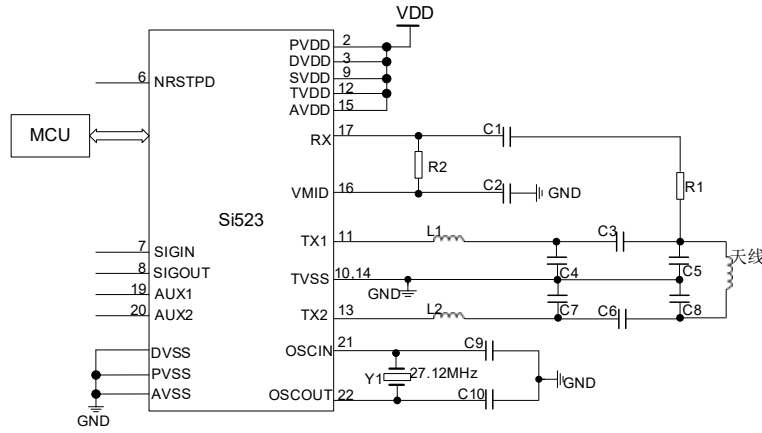 VDD
PVDD 2
DVDD 3
SVDD 9
TVDD 12
AVDD 15
6 NRSTPD
MCU
RX 17
C1
R2
R1
VMID 16
C2
GND
Si523
TX1 11
L1
C3
7 SIGIN
8 SIGOUT
19 AUX1
20 AUX2
TVSS 10,14
GND
C4
C5
天线
TX2 13
L2
C7
C6
C8
OSCIN 21
C9
DVSS
PVSS
AVSS
GND
Y1 27.12MHz
GND
OSCOUT 22
C10